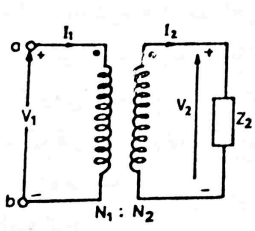 a
I₁
I₂
+
+
V₁
V₂
Z₂
b
-
-
N₁ : N₂